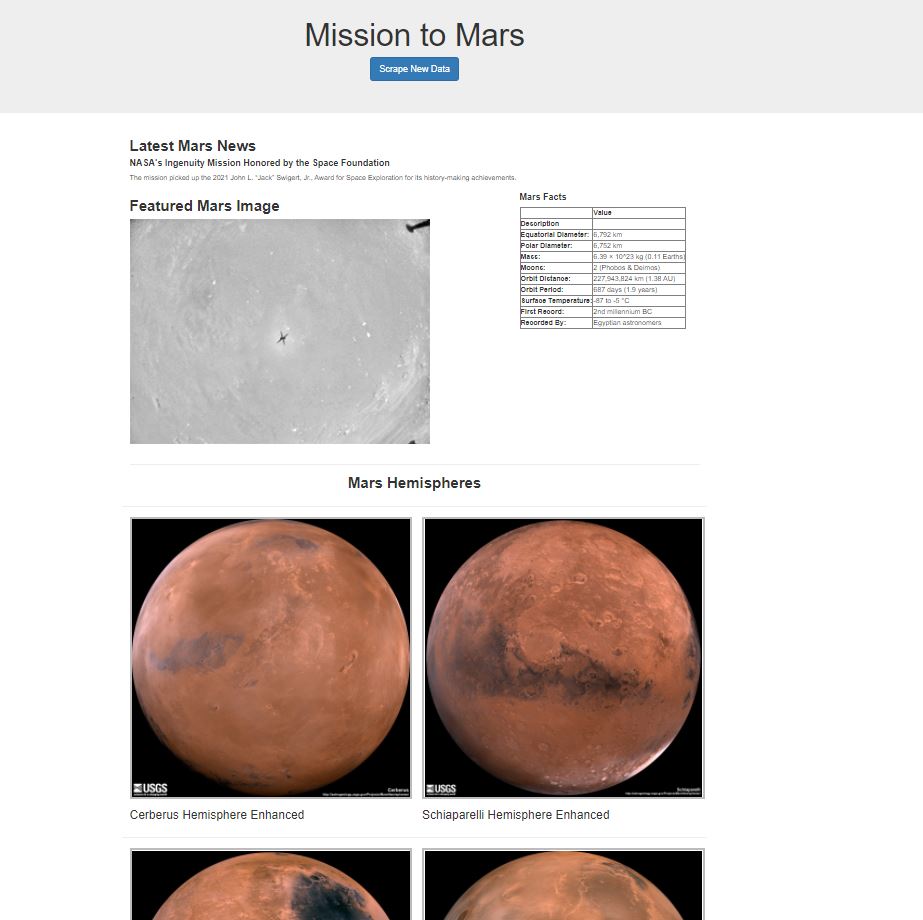 Mission to Mars
Scrape New Data
Latest Mars News
NASA's Ingenuity Mission Honored by the Space Foundation
The mission picked up the 2021 John L. "Jack" Swigert, Jr., Award for Space Exploration for its history-making achievements.
Featured Mars Image
Mars Facts
Value
Description
Equatorial Diameter: 6,792 km
Polar Diameter: 6,752 km
Mass: 6.39 × 10^23 kg (0.11 Earths)
Moons: 2 (Phobos & Deimos)
Orbit Distance: 227,943,824 km (1.38 AU)
Orbit Period: 687 days (1.9 years)
Surface Temperature: -87 to -5 °C
First Record: 2nd millennium BC
Recorded By: Egyptian astronomers
Mars Hemispheres
USGS
Cerberus
USGS
Schiaparelli
Cerberus Hemisphere Enhanced
Schiaparelli Hemisphere Enhanced